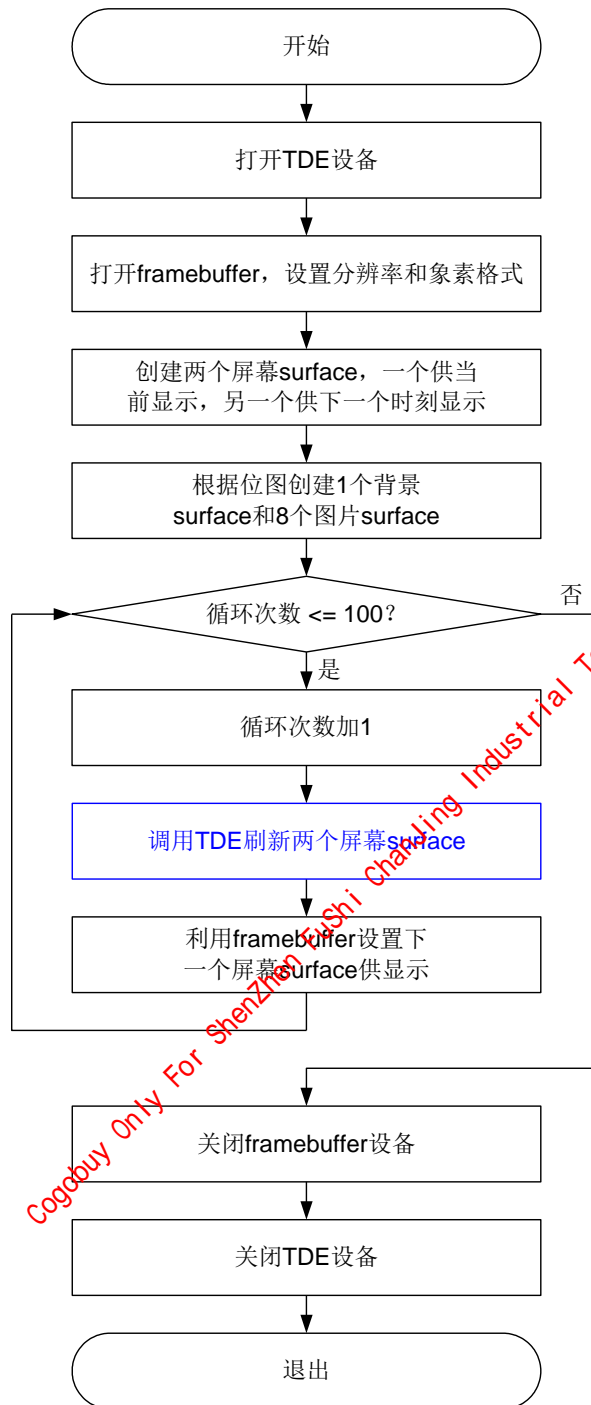 开始
打开TDE设备
打开framebuffer，设置分辨率和象素格式
创建两个屏幕surface，一个供当
前显示，另一个供下一个时刻显示
根据位图创建1个背景
surface和8个图片surface
循环次数 <= 100?
否
是
循环次数加1
调用TDE刷新两个屏幕surface
利用framebuffer设置下
一个屏幕surface供显示
关闭framebuffer设备
关闭TDE设备
退出
Cogobuy Only For ShenZhen FuShi ChanJing Industrial